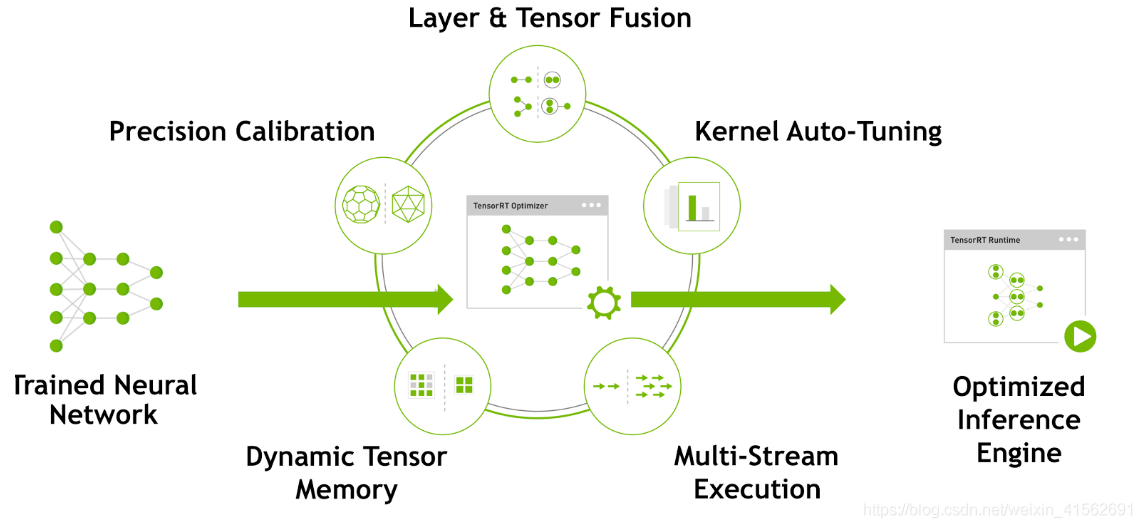 Layer & Tensor Fusion
Precision Calibration
Kernel Auto-Tuning
TensorRT Optimizer
TensorRT Runtime
Trained Neural
Network
Optimized
Inference
Engine
Dynamic Tensor
Memory
Multi-Stream
Execution
https://blog.csdn.net/weixin_41562691